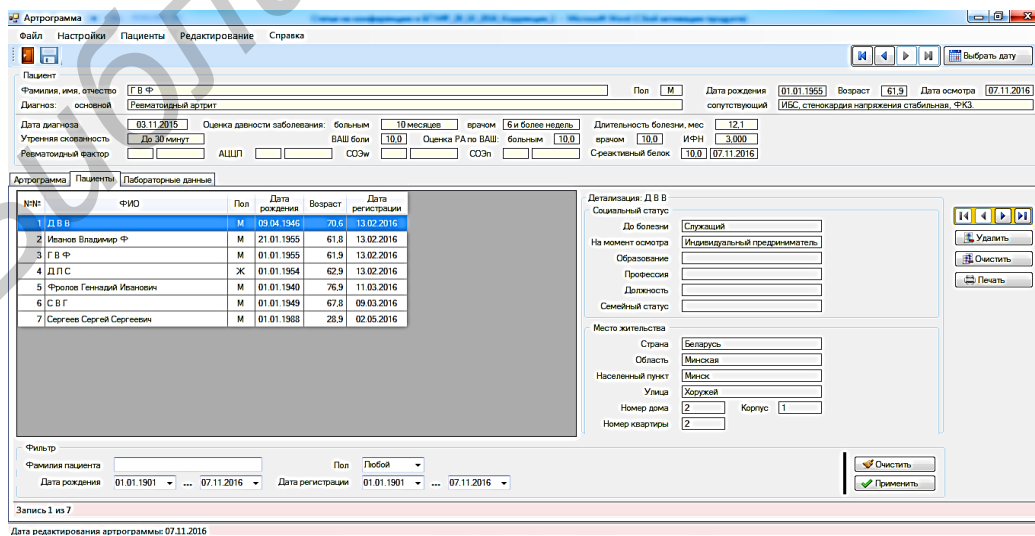 Артрограмма
Файл Настройки Пациенты Редактирование Справка
Выбрать дату
Пациент
Фамилия, имя, отчество Г В Ф Пол М Дата рождения 01.01.1955 Возраст 61,9 Дата осмотра 07.11.2016
Диагноз: основной Ревматоидный артрит сопутствующий ИБС, стенокардия напряжения стабильная, ФК3.
Дата диагноза 03.11.2015 Оценка давности заболевания: больным 10 месяцев врачом 6 и более недель Длительность болезни, мес 12,1
Утренняя скованность До 30 минут ВАШ боли 10,0 Оценка РА по ВАШ: больным 10,0 врачом 10,0 ИФН 3,000
Ревматоидный фактор АЦЦП СОЭw СОЭп С-реактивный белок 10,0 07.11.2016
Артрограмма Пациенты Лабораторные данные
N:N: ФИО Пол Дата рождения Возраст Дата регистрации
1 Д В В М 09.04.1946 70,6 13.02.2016
2 Иванов Владимир Ф М 21.01.1955 61,8 13.02.2016
3 Г В Ф М 01.01.1955 61,9 13.02.2016
4 Д П С Ж 01.01.1954 62,9 13.02.2016
5 Фролов Геннадий Иванович М 01.01.1940 76,9 11.03.2016
6 С В Г М 01.01.1949 67,8 09.03.2016
7 Сергеев Сергей Сергеевич М 01.01.1988 28,9 02.05.2016
Детализация: Д В В
Социальный статус
До болезни Служащий
На момент осмотра Индивидуальный предприниматель
Образование
Профессия
Должность
Семейный статус
Место жительства
Страна Беларусь
Область Минская
Населенный пункт Минск
Улица Хоружей
Номер дома 2 Корпус 1
Номер квартиры 2
Удалить
Очистить
Печать
Фильтр
Фамилия пациента Пол Любой
Дата рождения 01.01.1901 ... 07.11.2016 Дата регистрации 01.01.1901 ... 07.11.2016
Очистить
Применить
Запись 1 из 7
Дата редактирования артрограммы: 07.11.2016